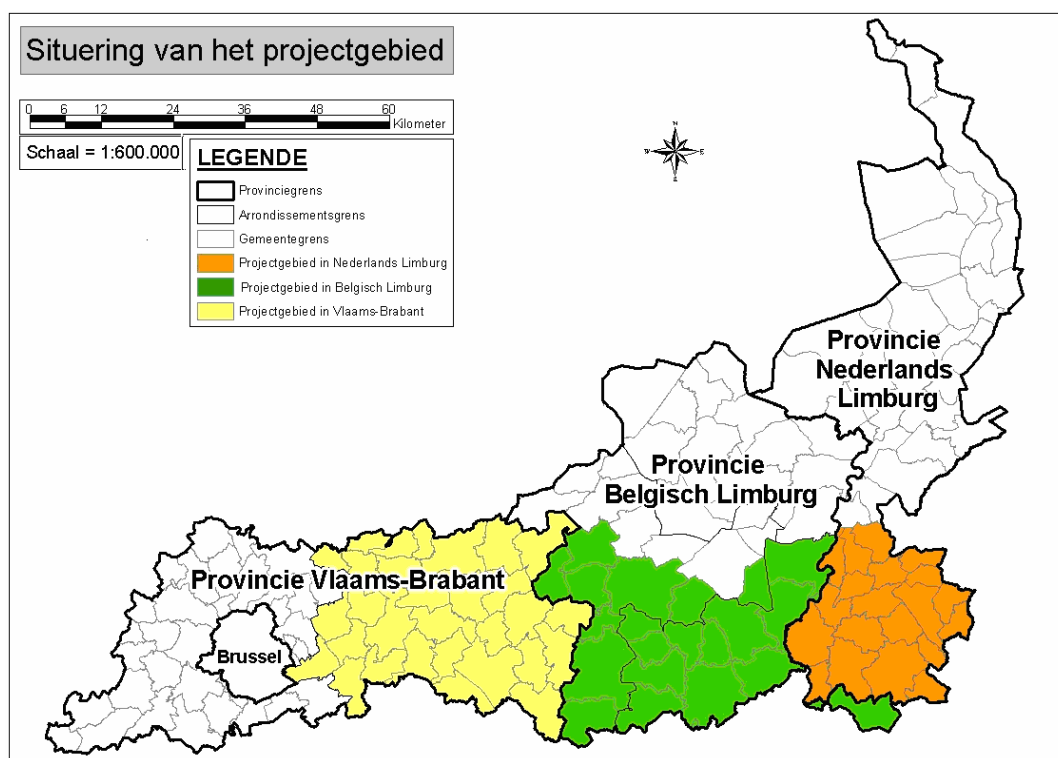 Situering van het projectgebied
0 6 12 24 36 48 60
Kilometer
Schaal = 1:600.000
LEGENDE
Provinciegrens
Arrondissementsgrens
Gemeentegrens
Projectgebied in Nederlands Limburg
Projectgebied in Belgisch Limburg
Projectgebied in Vlaams-Brabant
N
W E
S
Provincie
Nederlands
Limburg
Provincie
Belgisch Limburg
Provincie Vlaams-Brabant
Brussel